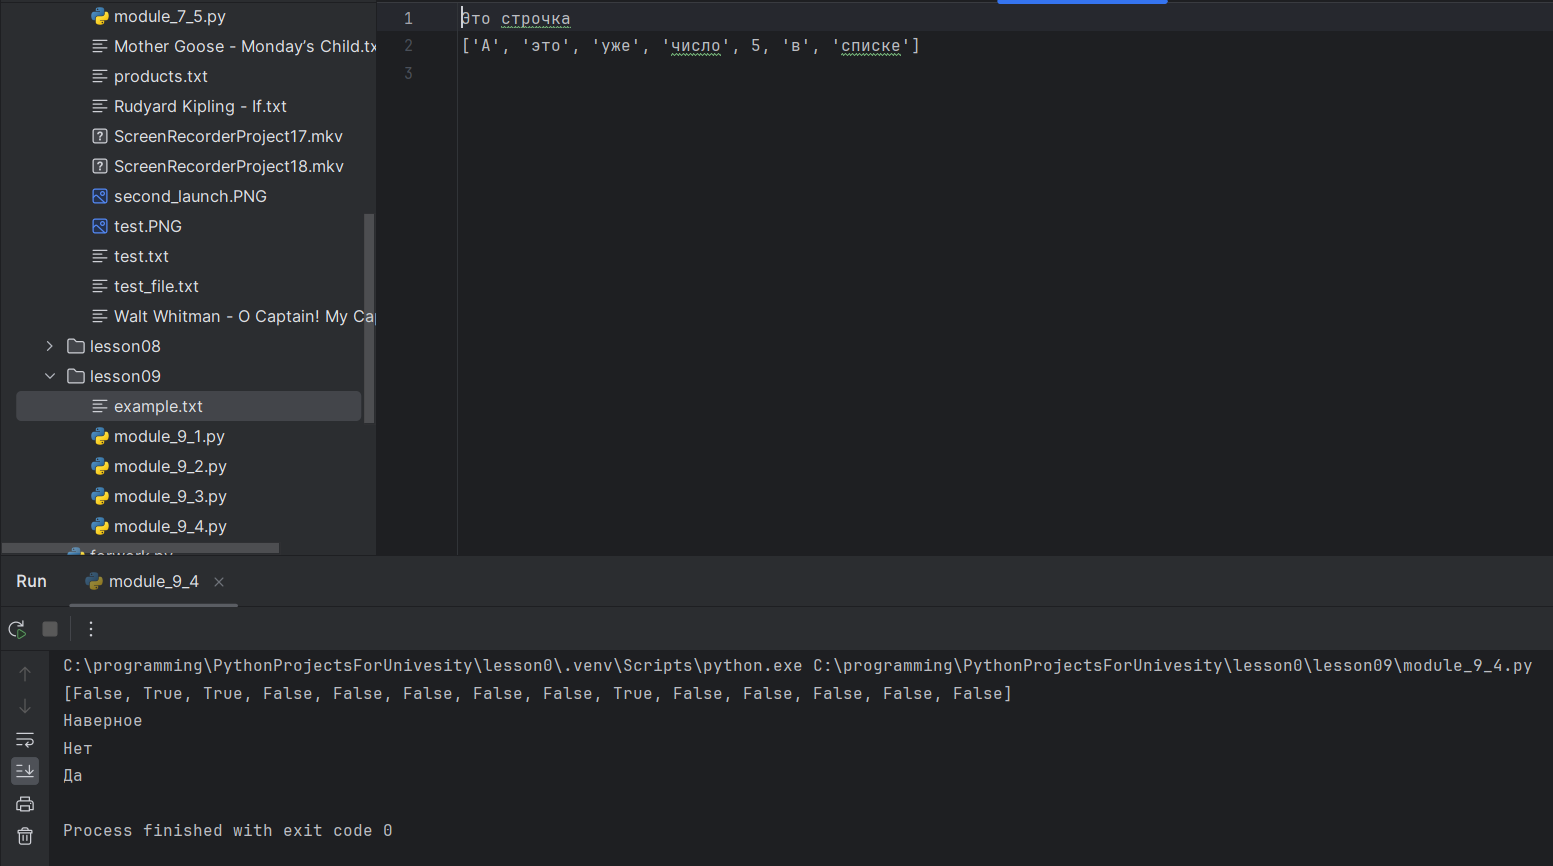 module_7_5.py
Mother Goose - Monday’s Child.tx
products.txt
Rudyard Kipling - If.txt
ScreenRecorderProject17.mkv
ScreenRecorderProject18.mkv
second_launch.PNG
test.PNG
test.txt
test_file.txt
Walt Whitman - O Captain! My Ca
lesson08
lesson09
example.txt
module_9_1.py
module_9_2.py
module_9_3.py
module_9_4.py
forwork.py
1 Это строчка
2 ['А', 'это', 'уже', 'число', 5, 'в', 'списке']
3
Run module_9_4
C:\programming\PythonProjectsForUnivesity\lesson0\.venv\Scripts\python.exe C:\programming\PythonProjectsForUnivesity\lesson0\lesson09\module_9_4.py
[False, True, True, False, False, False, False, False, True, False, False, False, False, False]
Наверное
Нет
Да
Process finished with exit code 0